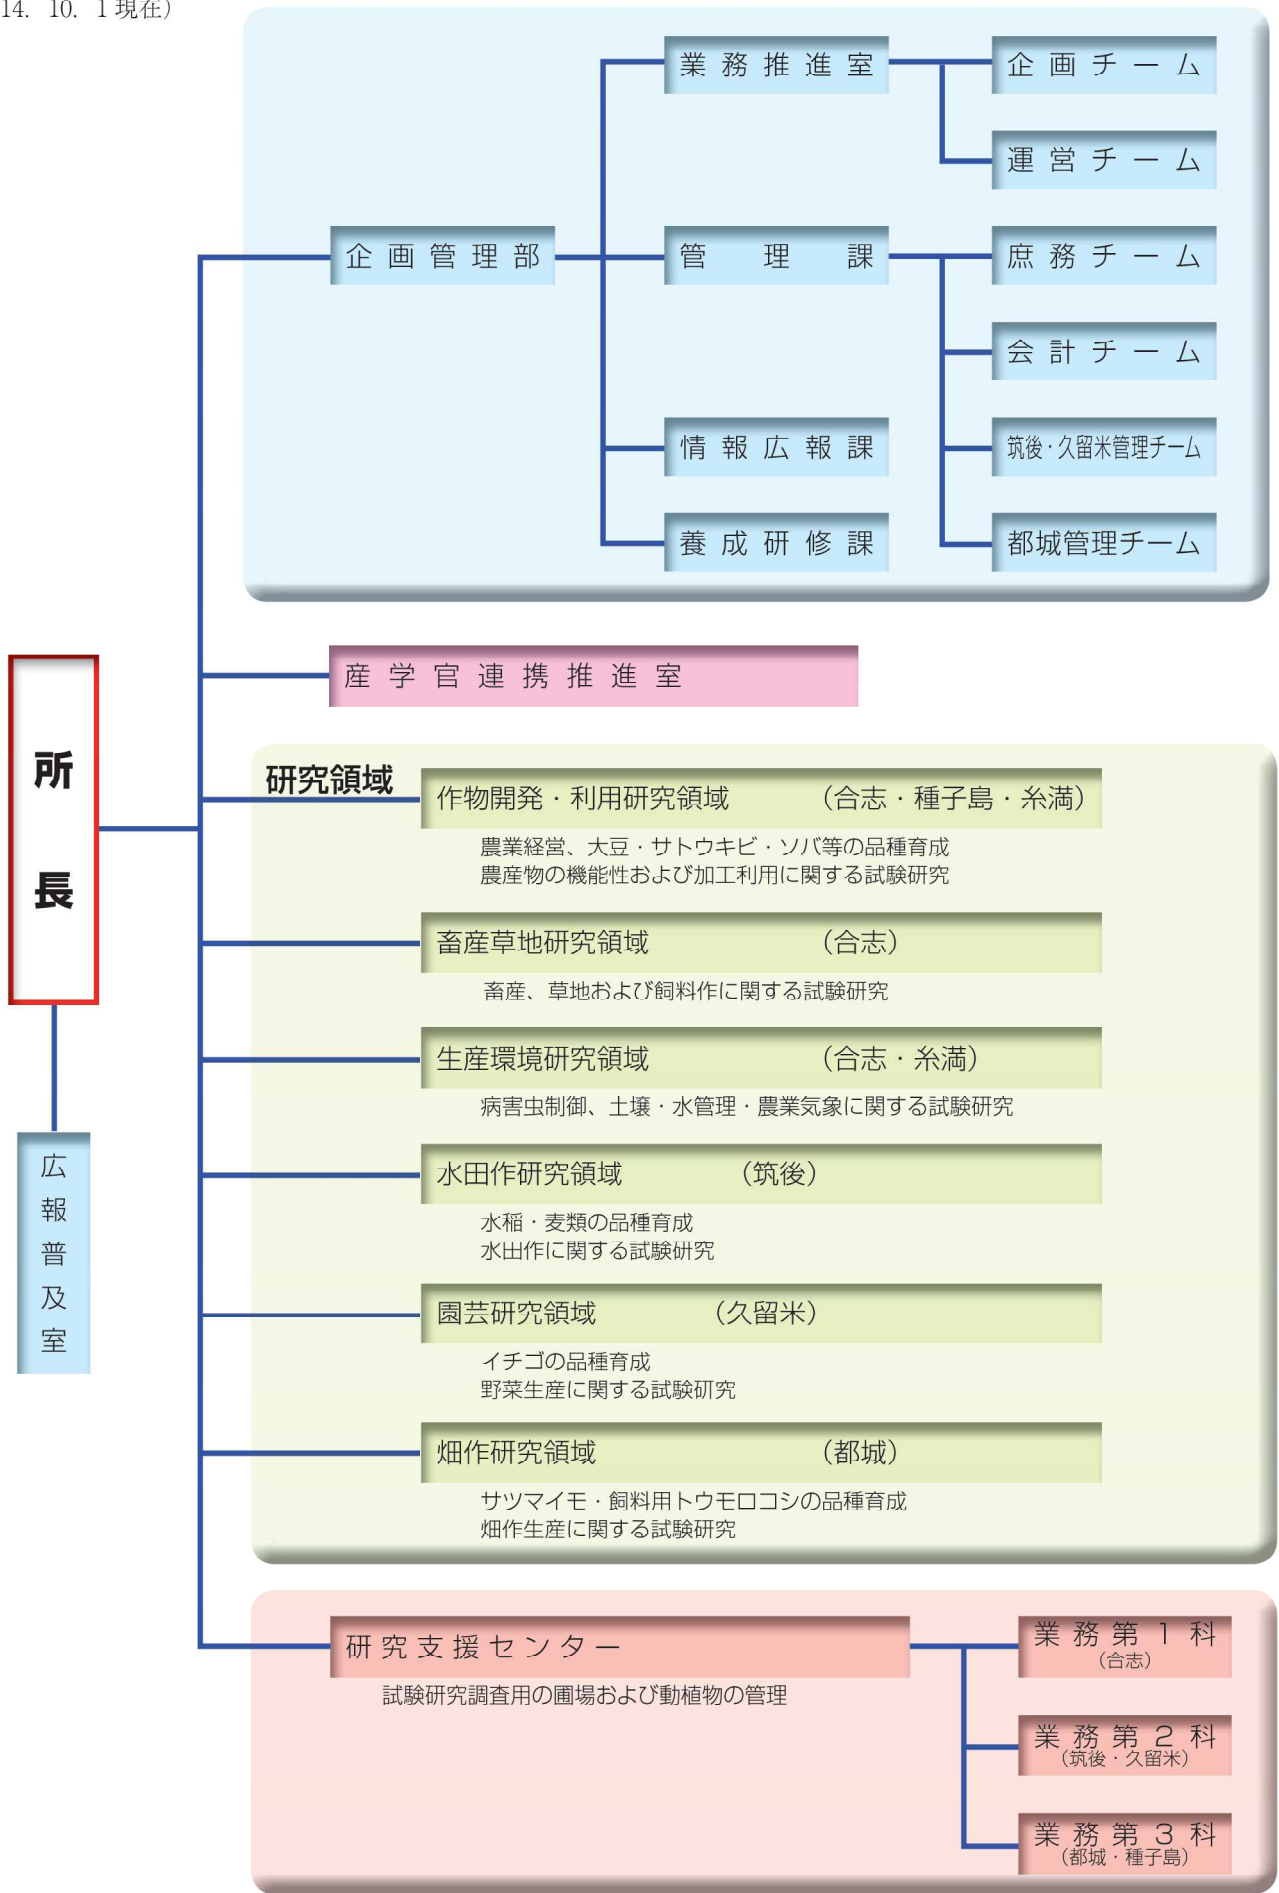 14. 10. 1 現在）
業務推進室
企画チーム
運営チーム
企画管理部
管理課
庶務チーム
会計チーム
情報広報課
筑後・久留米管理チーム
養成研修課
都城管理チーム
産学官連携推進室
所長
広報普及室
研究領域
作物開発・利用研究領域 （合志・種子島・糸満）
農業経営、大豆・サトウキビ・ソバ等の品種育成
農産物の機能性および加工利用に関する試験研究
畜産草地研究領域 （合志）
畜産、草地および飼料作に関する試験研究
生産環境研究領域 （合志・糸満）
病害虫制御、土壌・水管理・農業気象に関する試験研究
水田作研究領域 （筑後）
水稲・麦類の品種育成
水田作に関する試験研究
園芸研究領域 （久留米）
イチゴの品種育成
野菜生産に関する試験研究
畑作研究領域 （都城）
サツマイモ・飼料用トウモロコシの品種育成
畑作生産に関する試験研究
研究支援センター
試験研究調査用の圃場および動植物の管理
業務第1科
（合志）
業務第2科
（筑後・久留米）
業務第3科
（都城・種子島）